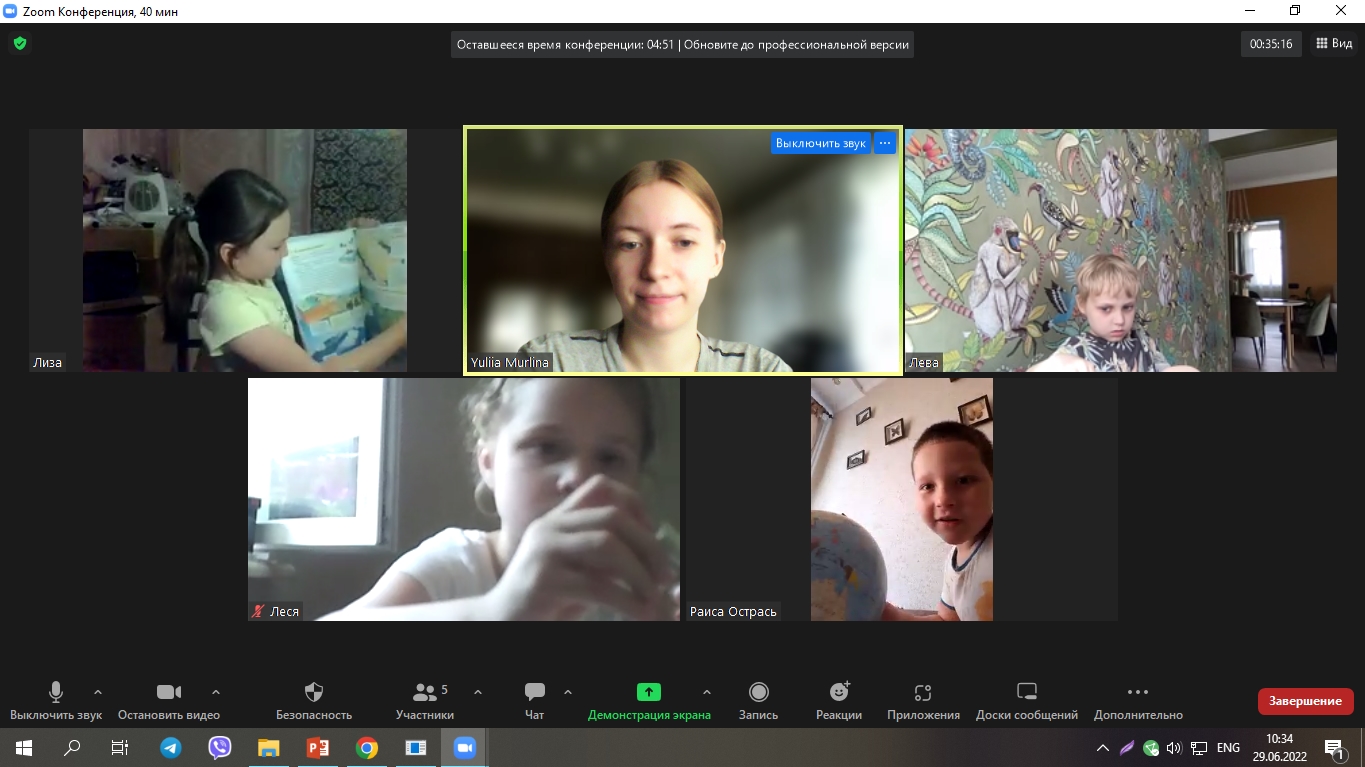 Zoom Конференция, 40 мин
Оставшееся время конференции: 04:51 | Обновите до профессиональной версии
00:35:16
Вид
Выключить звук
Лиза
Yuliia Murlina
Лева
Леся
Раиса Острась
Выключить звук
Остановить видео
Безопасность
5
Участники
Чат
Демонстрация экрана
Запись
Реакции
Приложения
Доски сообщений
Дополнительно
Завершение
ENG
10:34
29.06.2022
1